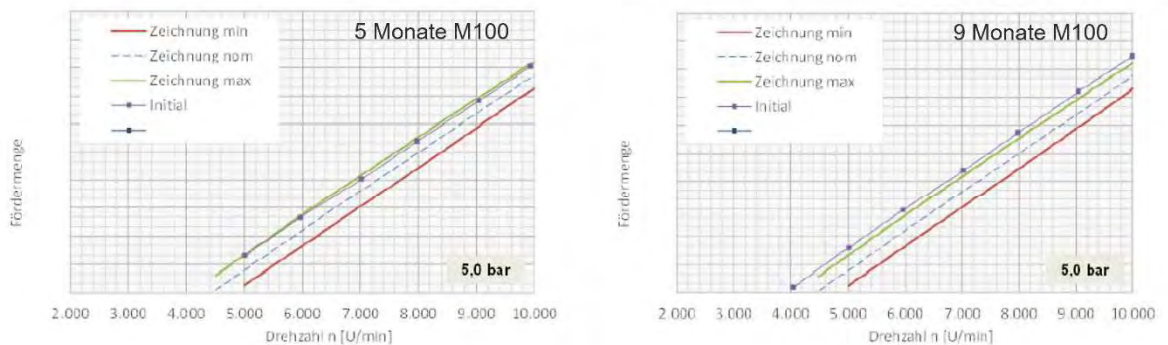 5 Monate M100
Zeichnung min
Zeichnung nom
Zeichnung max
Initial
Fördermenge
5,0 bar
2.000 3.000 4.000 5.000 6.000 7.000 8.000 9.000 10.000
Drehzahl n [U/min]
9 Monate M100
Zeichnung min
Zeichnung nom
Zeichnung max
Initial
Fördermenge
5,0 bar
2.000 3.000 4.000 5.000 6.000 7.000 8.000 9.000 10.000
Drehzahl n [U/min]